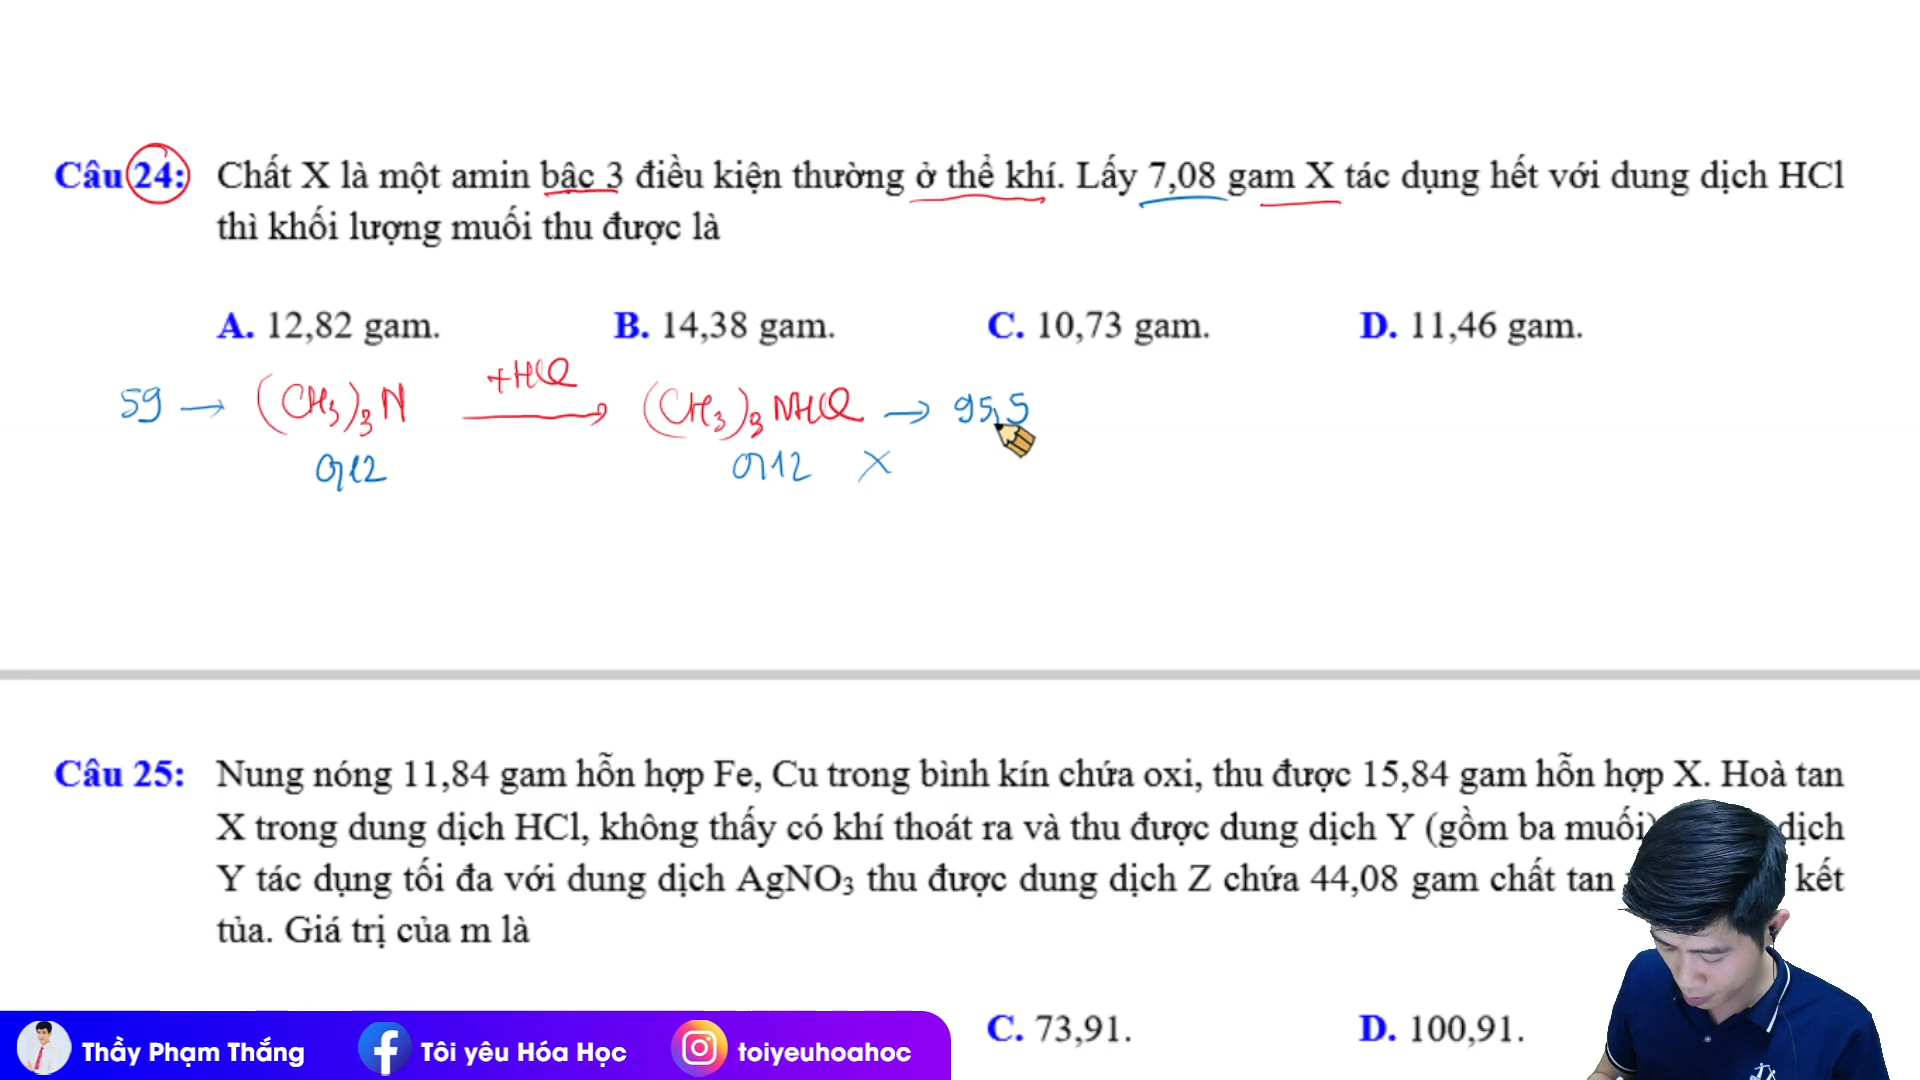 Câu 24: Chất X là một amin bậc 3 điều kiện thường ở thể khí. Lấy 7,08 gam X tác dụng hết với dung dịch HCl
thì khối lượng muối thu được là
A. 12,82 gam. B. 14,38 gam. C. 10,73 gam. D. 11,46 gam.
+HCl
59 → (CH₃)₃N → (CH₃)₃NHCl → 95,5
0,12 0,12 X
Câu 25: Nung nóng 11,84 gam hỗn hợp Fe, Cu trong bình kín chứa oxi, thu được 15,84 gam hỗn hợp X. Hoà tan
X trong dung dịch HCl, không thấy có khí thoát ra và thu được dung dịch Y (gồm ba muối) dịch
Y tác dụng tối đa với dung dịch AgNO₃ thu được dung dịch Z chứa 44,08 gam chất tan kết
tủa. Giá trị của m là
C. 73,91. D. 100,91.
Thầy Phạm Thắng Tôi yêu Hóa Học toiyeuhoahoc